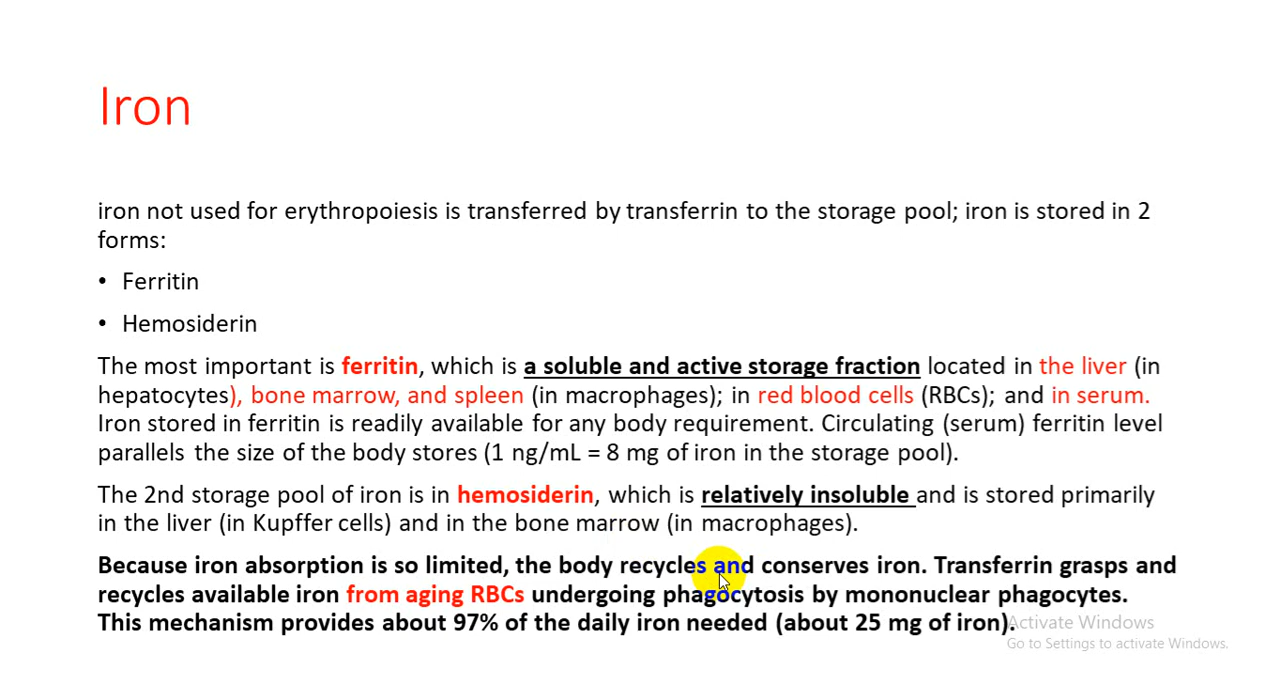 Iron
iron not used for erythropoiesis is transferred by transferrin to the storage pool; iron is stored in 2
forms:
• Ferritin
• Hemosiderin
The most important is ferritin, which is a soluble and active storage fraction located in the liver (in
hepatocytes), bone marrow, and spleen (in macrophages); in red blood cells (RBCs); and in serum.
Iron stored in ferritin is readily available for any body requirement. Circulating (serum) ferritin level
parallels the size of the body stores (1 ng/mL = 8 mg of iron in the storage pool).
The 2nd storage pool of iron is in hemosiderin, which is relatively insoluble and is stored primarily
in the liver (in Kupffer cells) and in the bone marrow (in macrophages).
Because iron absorption is so limited, the body recycles and conserves iron. Transferrin grasps and
recycles available iron from aging RBCs undergoing phagocytosis by mononuclear phagocytes.
This mechanism provides about 97% of the daily iron needed (about 25 mg of iron).
Activate Windows
Go to Settings to activate Windows.